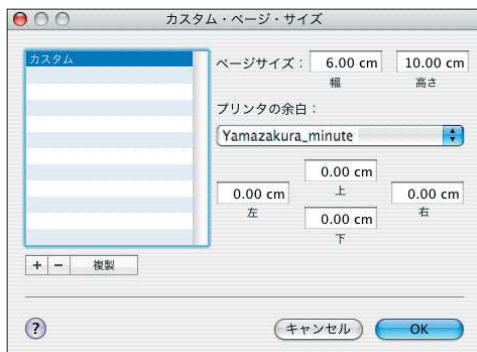 カスタム・ページ・サイズ
カスタム
ページサイズ： 6.00 cm 10.00 cm
幅 高さ
プリンタの余白：
Yamazakura_minute
0.00 cm
上
0.00 cm 0.00 cm
左 右
0.00 cm
下
+ − 複製
? キャンセル OK